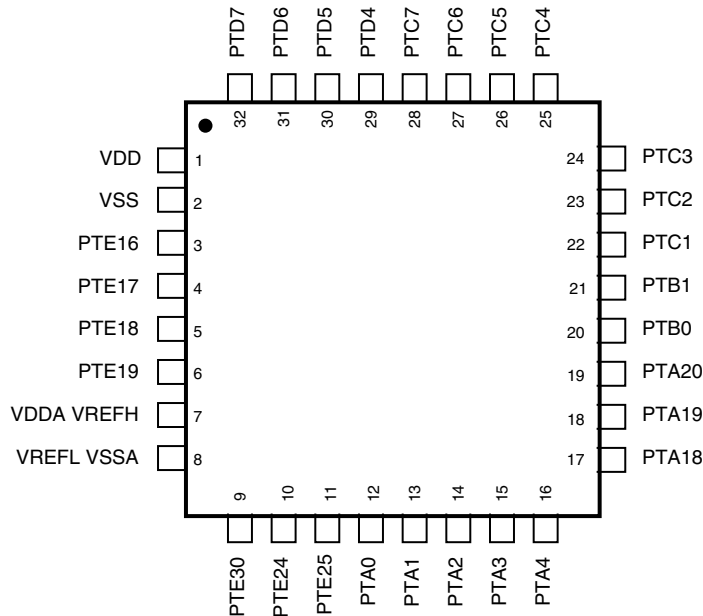 PTD7 PTD6 PTD5 PTD4 PTC7 PTC6 PTC5 PTC4
32 31 30 29 28 27 26 25
VDD 1 24 PTC3
VSS 2 23 PTC2
PTE16 3 22 PTC1
PTE17 4 21 PTB1
PTE18 5 20 PTB0
PTE19 6 19 PTA20
VDDA VREFH 7 18 PTA19
VREFL VSSA 8 17 PTA18
9 10 11 12 13 14 15 16
PTE30 PTE24 PTE25 PTA0 PTA1 PTA2 PTA3 PTA4